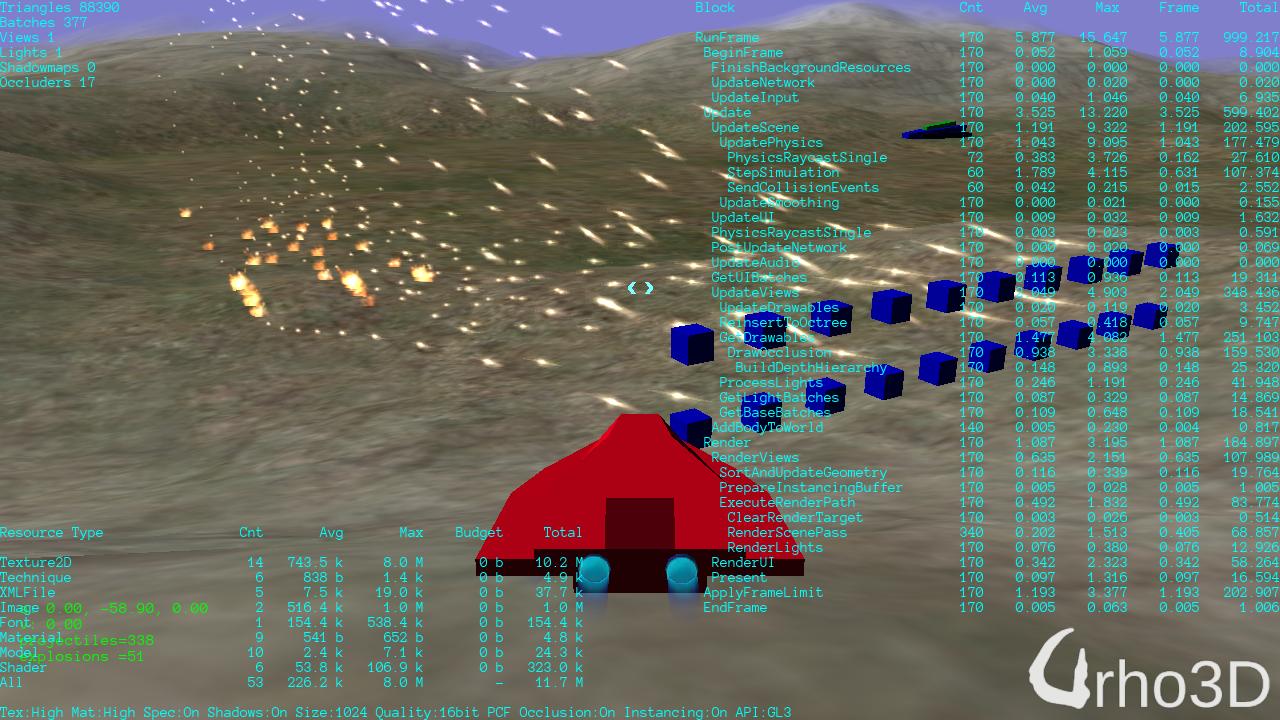 Triangles 88390
Batches 377
Views 1
Lights 1
Shadowmaps 0
Occluders 17
Block Cnt Avg Max Frame Total
RunFrame 170 5.877 15.647 5.877 999.217
BeginFrame 170 0.052 1.059 0.052 8.904
FinishBackgroundResources 170 0.000 0.000 0.000 0.000
UpdateNetwork 170 0.000 0.020 0.000 0.020
UpdateInput 170 0.040 1.046 0.040 6.935
Update 170 3.525 13.220 3.525 599.402
UpdateScene 170 1.191 9.322 1.191 202.595
UpdatePhysics 170 1.043 9.095 1.043 177.479
PhysicsRaycastSingle 72 0.383 3.726 0.162 27.610
StepSimulation 60 1.789 4.115 0.631 107.374
SendCollisionEvents 60 0.042 0.215 0.015 2.552
UpdateSmoothing 170 0.000 0.021 0.000 0.155
UpdateUI 170 0.009 0.032 0.009 1.632
PhysicsRaycastSingle 170 0.003 0.023 0.003 0.591
PostUpdateNetwork 170 0.000 0.020 0.000 0.069
UpdateAudio 170 0.000 0.000 0.000 0.000
GetUIBatches 170 0.113 0.936 0.113 19.311
UpdateViews 170 2.049 4.903 2.049 348.436
UpdateDrawables 170 0.020 0.119 0.020 3.452
ReinsertToOctree 170 0.057 0.418 0.057 9.747
GetDrawables 170 1.477 4.082 1.477 251.103
DrawOcclusion 170 0.938 3.338 0.938 159.530
BuildDepthHierarchy 170 0.148 0.893 0.148 25.320
ProcessLights 170 0.246 1.191 0.246 41.948
GetLightBatches 170 0.087 0.329 0.087 14.869
GetBaseBatches 170 0.109 0.648 0.109 18.541
AddBodyToWorld 140 0.005 0.230 0.004 0.817
Render 170 1.087 3.195 1.087 184.897
RenderViews 170 0.635 2.151 0.635 107.989
SortAndUpdateGeometry 170 0.116 0.339 0.116 19.764
PrepareInstancingBuffer 170 0.005 0.028 0.005 1.005
ExecuteRenderPath 170 0.492 1.832 0.492 83.774
ClearRenderTarget 170 0.003 0.026 0.003 0.514
RenderScenePass 340 0.202 1.513 0.405 68.857
RenderLights 170 0.076 0.380 0.076 12.926
RenderUI 170 0.342 2.323 0.342 58.264
Present 170 0.097 1.316 0.097 16.594
ApplyFrameLimit 170 1.193 3.377 1.193 202.907
EndFrame 170 0.005 0.063 0.005 1.006
Resource Type Cnt Avg Max Budget Total
Texture2D 14 743.5 k 8.0 M 0 b 10.2 M
Technique 6 838 b 1.4 k 0 b 4.9 k
XMLFile 5 7.5 k 19.0 k 0 b 37.7 k
Image 2 516.4 k 1.0 M 0 b 1.0 M
Font 1 154.4 k 538.4 k 0 b 154.4 k
Material 9 541 b 652 b 0 b 4.8 k
Model 10 2.4 k 7.1 k 0 b 24.3 k
Shader 6 53.8 k 106.9 k 0 b 323.0 k
All 53 226.2 k 8.0 M – 11.7 M
0.00, -58.90, 0.00
0.00
projectiles=338
explosions =51
Tex:High Mat:High Spec:On Shadows:On Size:1024 Quality:16bit PCF Occlusion:On Instancing:On API:GL3
Urho3D